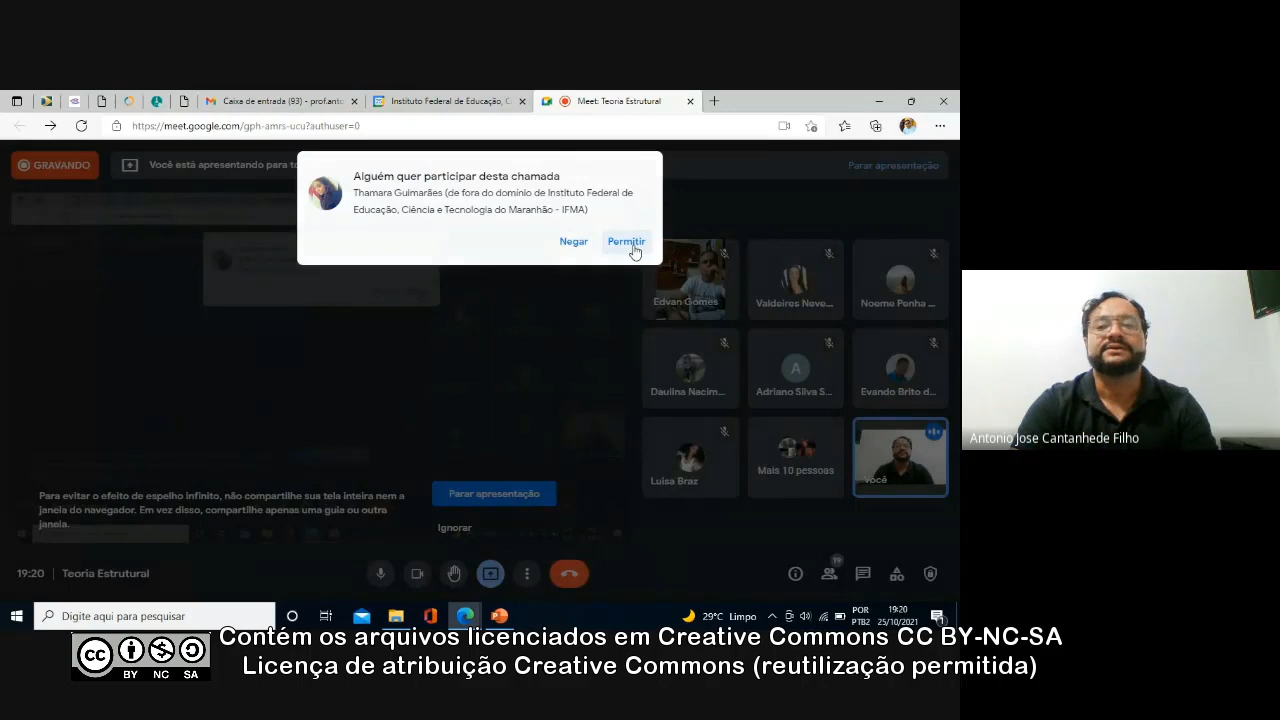 Caixa de entrada (93) - prof.anto
Instituto Federal de Educação, C
Meet: Teoria Estrutural
https://meet.google.com/gph-amrs-ucu?authuser=0
GRAVANDO
Você está apresentando para to
Parar apresentação
Alguém quer participar desta chamada
Thamara Guimarães (de fora do domínio de Instituto Federal de
Educação, Ciência e Tecnologia do Maranhão - IFMA)
Negar
Permitir
Edvan Gomes
Valdeires Neve...
Noeme Penha ...
Daulina Nacim...
A
Adriano Silva S...
Evando Brito d...
Luisa Braz
Mais 10 pessoas
Você
Antonio Jose Cantanhede Filho
Para evitar o efeito de espelho infinito, não compartilhe sua tela inteira nem a
janela do navegador. Em vez disso, compartilhe apenas uma guia ou outra
janela.
Parar apresentação
Ignorar
19:20 | Teoria Estrutural
19
Digite aqui para pesquisar
29°C Limpo
POR
PTB2
19:20
25/10/2021
1
cc
BY NC SA
Contém os arquivos licenciados em Creative Commons CC BY-NC-SA
Licença de atribuição Creative Commons (reutilização permitida)